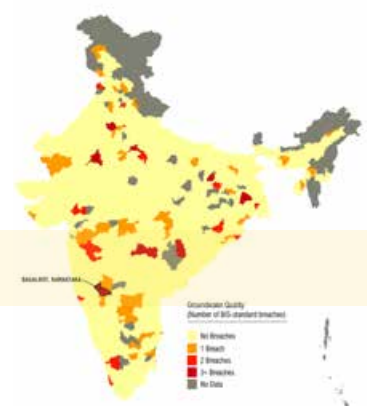 BAGALKOT, KARNATAKA
Groundwater Quality
(Number of BIS-standard breaches)
No Breaches
1 Breach
2 Breaches
3+ Breaches
No Data